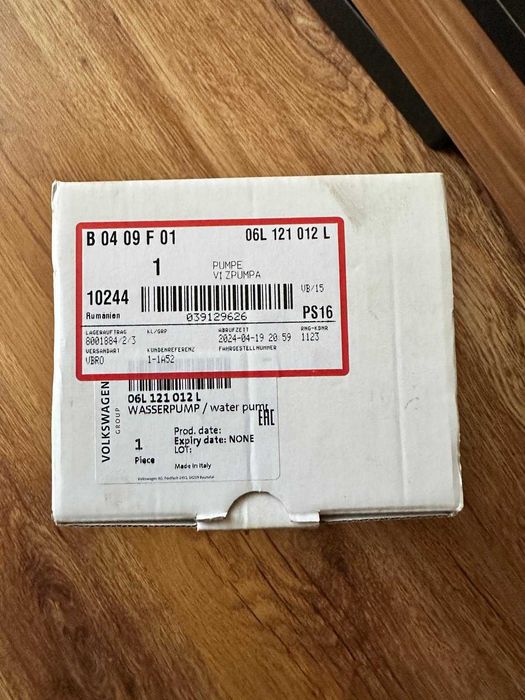 B 04 09 F 01 06L 121 012 L
1 PUMPE
VIZPUMPA
10244 VB/15
Rumänien 039129626 PS16
LAGERAUFTRAG KL/GRP ABRUFZEIT RNG-KDNR
8001884/2/3 2024-04-19 20 59 1123
VERSANDART KUNDENREFERENZ FAHRGESTELLNUMMER
VBRO 1-1A52
VOLKSWAGEN
GROUP
06L 121 012 L
WASSERPUMP / water pump
EAC
Prod. date:
1 Expiry date: NONE
Piece LOT:
Made in Italy